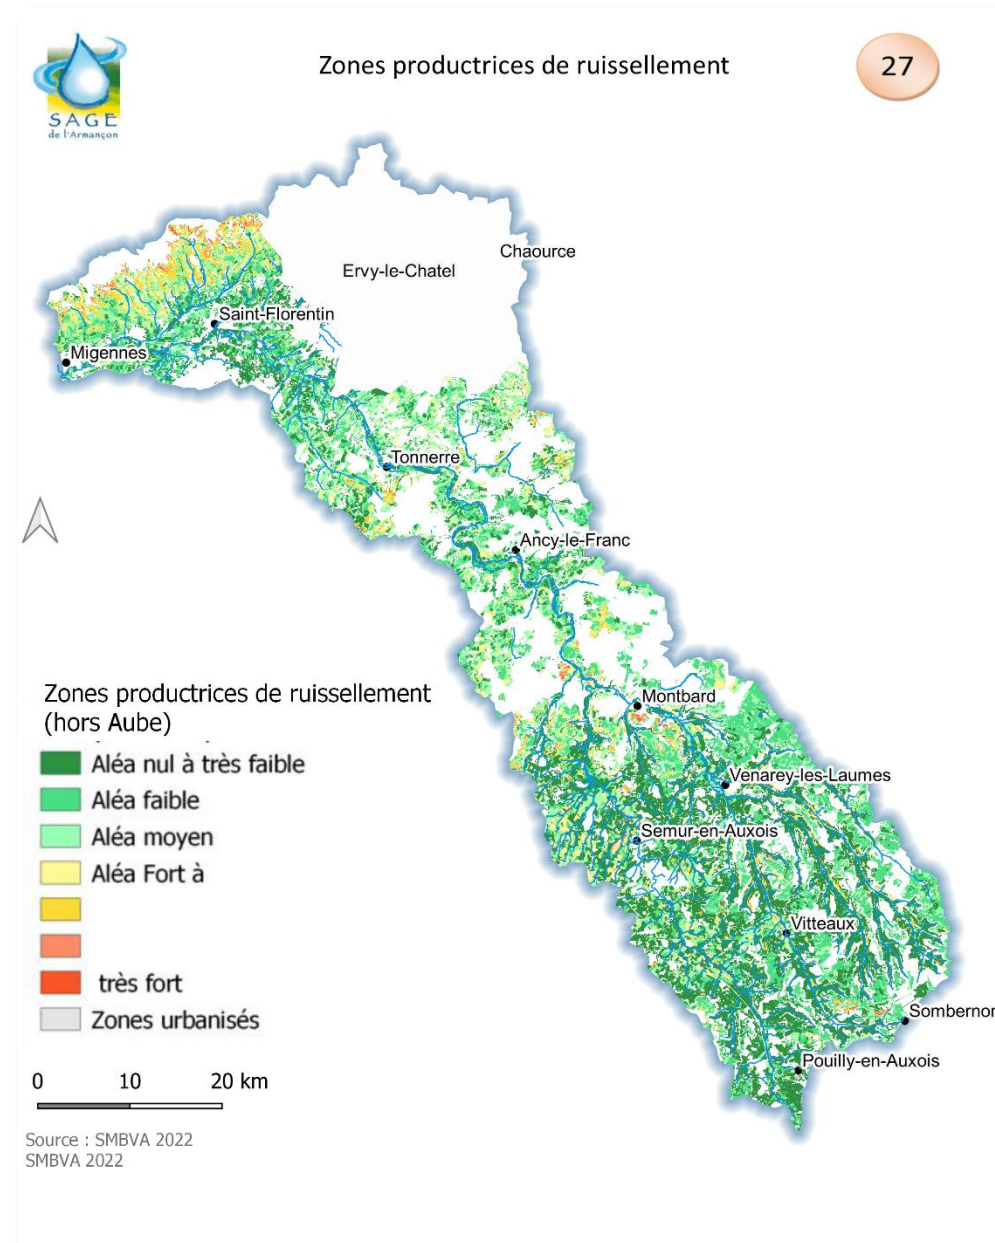 SAGE
de l'Armançon
Zones productrices de ruissellement
27
Chaource
Ervy-le-Chatel
Saint-Florentin
Migennes
Tonnerre
Ancy-le-Franc
Montbard
Venarey-les-Laumes
Semur-en-Auxois
Vitteaux
Sombernon
Pouilly-en-Auxois
Zones productrices de ruissellement
(hors Aube)
Aléa nul à très faible
Aléa faible
Aléa moyen
Aléa Fort à
très fort
Zones urbanisés
0 10 20 km
Source : SMBVA 2022
SMBVA 2022